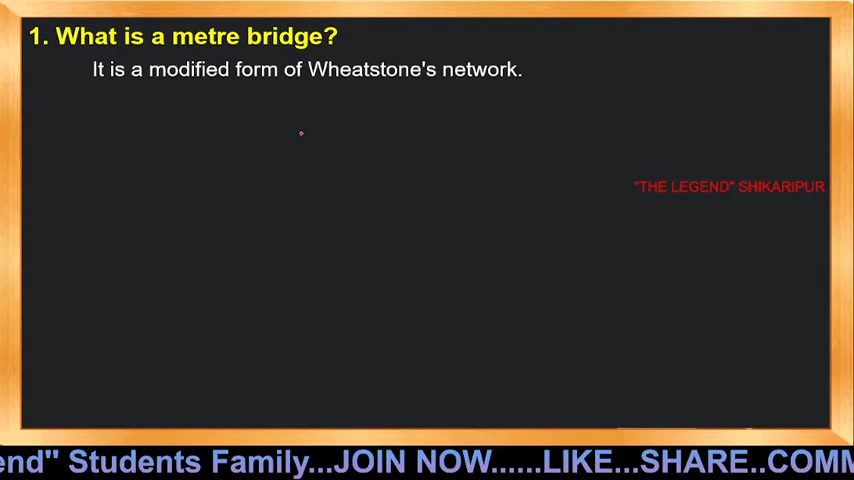 1. What is a metre bridge?
It is a modified form of Wheatstone's network.
"THE LEGEND" SHIKARIPUR
end" Students Family...JOIN NOW......LIKE...SHARE..COMM